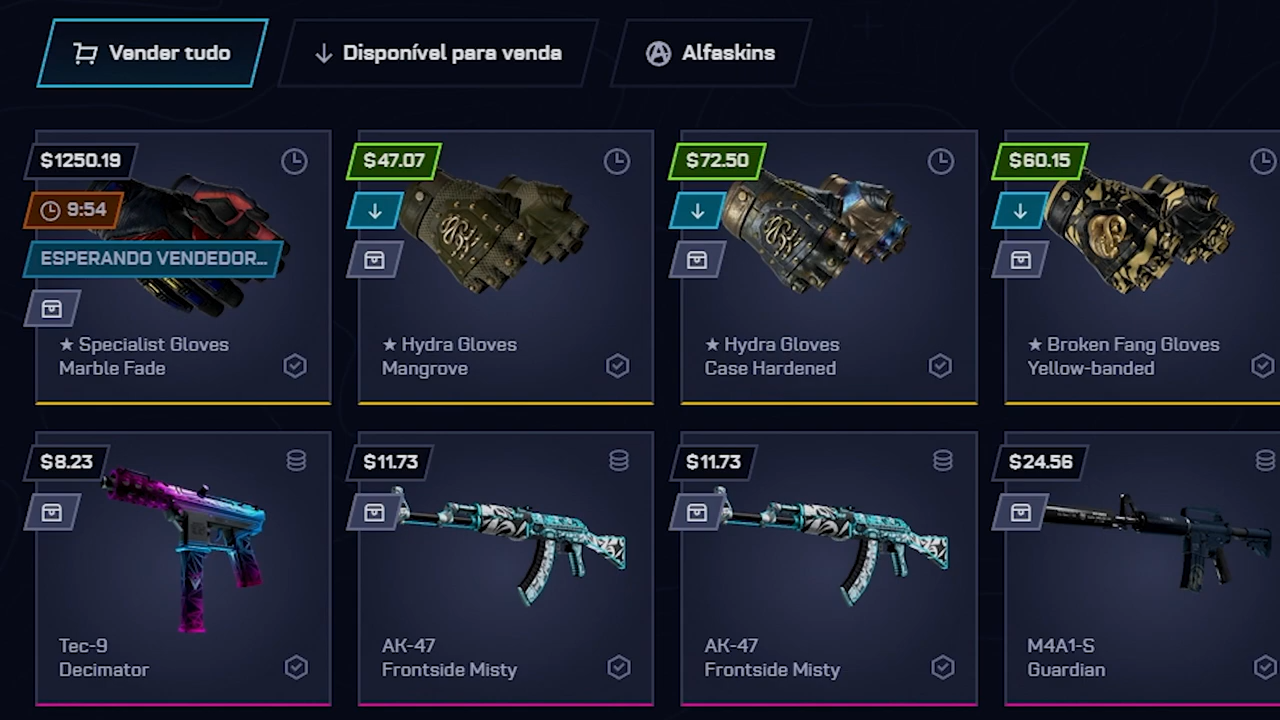 Vender tudo
Disponível para venda
Alfaskins
$1250.19
9:54
ESPERANDO VENDEDOR...
★ Specialist Gloves
Marble Fade
$47.07
★ Hydra Gloves
Mangrove
$72.50
★ Hydra Gloves
Case Hardened
$60.15
★ Broken Fang Gloves
Yellow-banded
$8.23
Tec-9
Decimator
$11.73
AK-47
Frontside Misty
$11.73
AK-47
Frontside Misty
$24.56
M4A1-S
Guardian